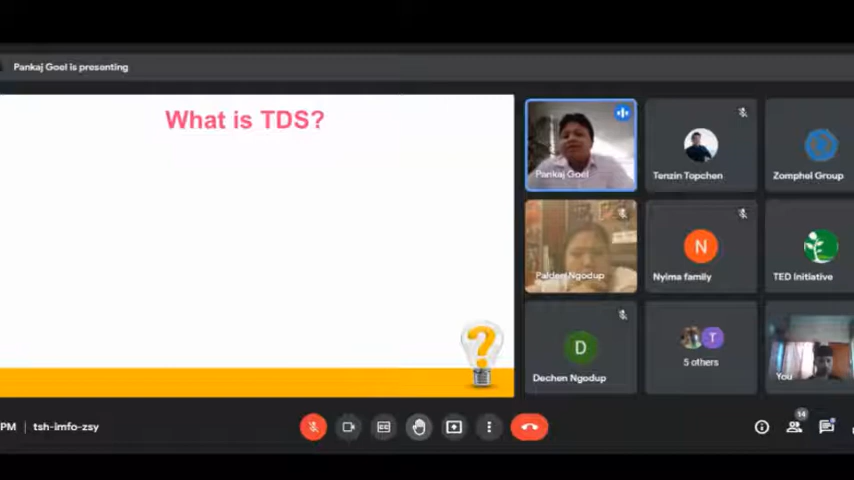 Pankaj Goel is presenting
What is TDS?
Pankaj Goel
Tenzin Topchen
Zomphel Group
Palden Ngodup
N
Nyima family
TED Initiative
D
Dechen Ngodup
T
5 others
You
PM | tsh-imfo-zsy
14